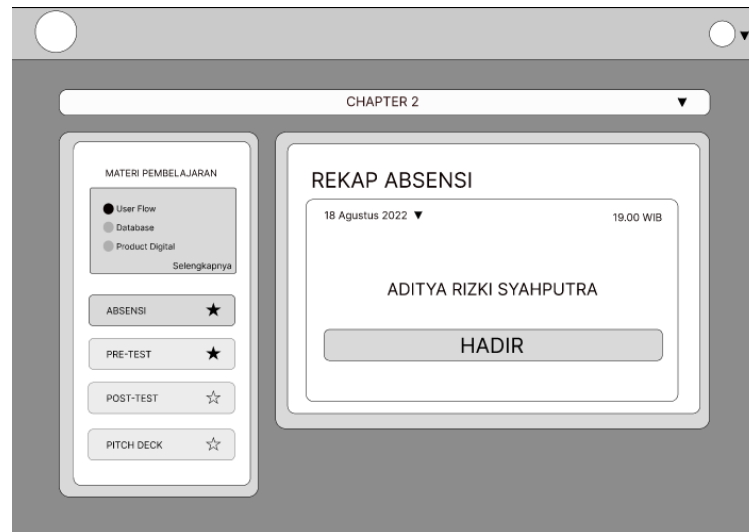 CHAPTER 2
MATERI PEMBELAJARAN
User Flow
Database
Product Digital
Selengkapnya
ABSENSI
PRE-TEST
POST-TEST
PITCH DECK
REKAP ABSENSI
18 Agustus 2022
19.00 WIB
ADITYA RIZKI SYAHPUTRA
HADIR